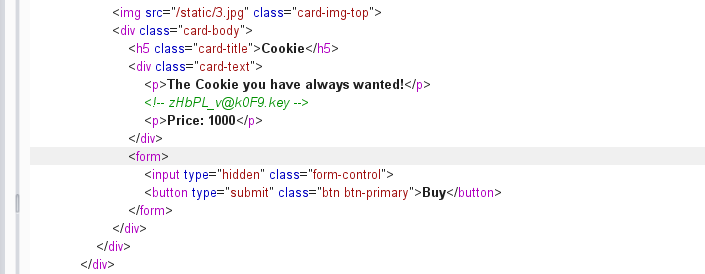 <img src="/static/3.jpg" class="card-img-top">
<div class="card-body">
<h5 class="card-title">Cookie</h5>
<div class="card-text">
<p>The Cookie you have always wanted!</p>
<!-- zHbPL_v@k0F9.key -->
<p>Price: 1000</p>
</div>
<form>
<input type="hidden" class="form-control">
<button type="submit" class="btn btn-primary">Buy</button>
</form>
</div>
</div>
</div>